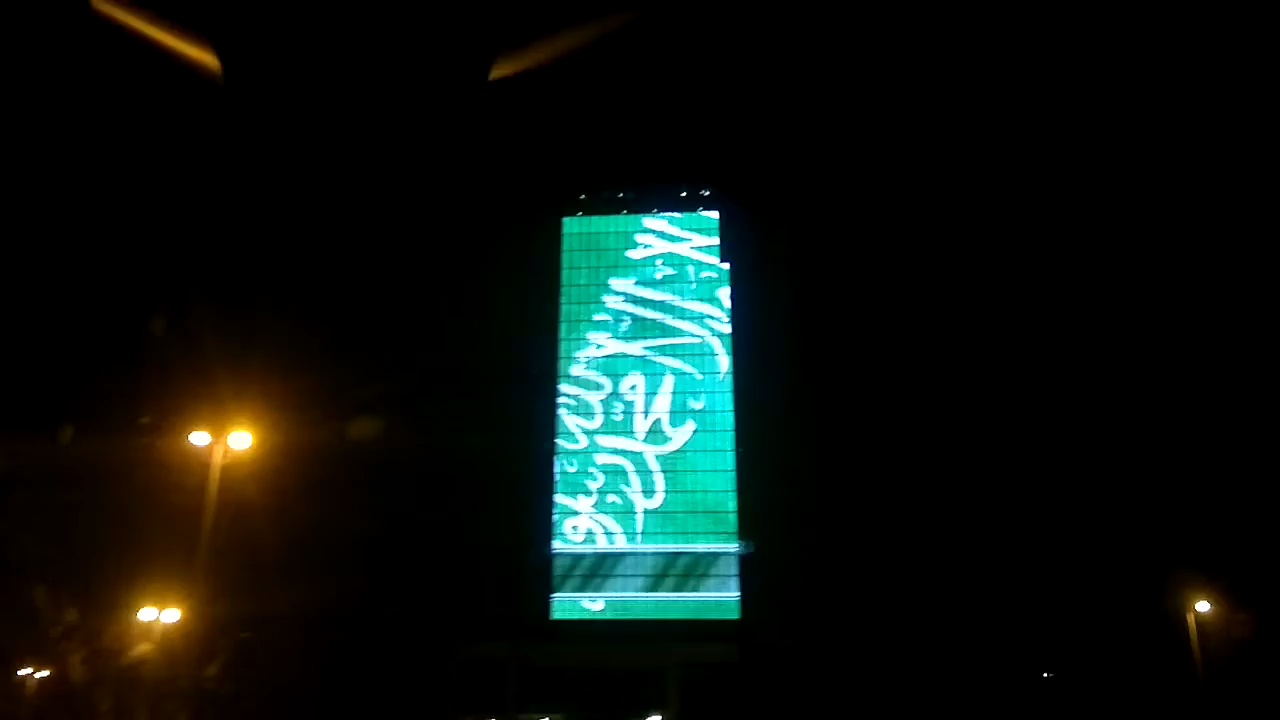 لا إله إلا الله محمد رسول الله